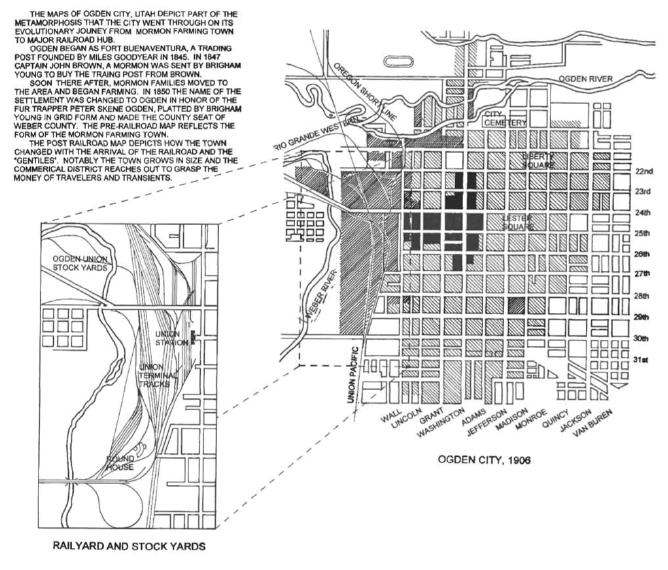 THE MAPS OF OGDEN CITY, UTAH DEPICT PART OF THE
METAMORPHOSIS THAT THE CITY WENT THROUGH ON ITS
EVOLUTIONARY JOUNEY FROM MORMON FARMING TOWN
TO MAJOR RAILROAD HUB.
OGDEN BEGAN AS FORT BUENAVENTURA, A TRADING
POST FOUNDED BY MILES GOODYEAR IN 1845. IN 1847
CAPTAIN JOHN BROWN, A MORMON WAS SENT BY BRIGHAM
YOUNG TO BUY THE TRAING POST FROM BROWN.
SOON THERE AFTER, MORMON FAMILIES MOVED TO
THE AREA AND BEGAN FARMING. IN 1850 THE NAME OF THE
SETTLEMENT WAS CHANGED TO OGDEN IN HONOR OF THE
FUR TRAPPER PETER SKENE OGDEN, PLATTED BY BRIGHAM
YOUNG IN GRID FORM AND MADE THE COUNTY SEAT OF
WEBER COUNTY. THE PRE-RAILROAD MAP REFLECTS THE
FORM OF THE MORMON FARMING TOWN.
THE POST RAILROAD MAP DEPICTS HOW THE TOWN
CHANGED WITH THE ARRIVAL OF THE RAILROAD AND THE
"GENTILES". NOTABLY THE TOWN GROWS IN SIZE AND THE
COMMERICAL DISTRICT REACHES OUT TO GRASP THE
MONEY OF TRAVELERS AND TRANSIENTS.
OREGON SHORT LINE
OGDEN RIVER
CITY
CEMETERY
RIO GRANDE WESTERN
LIBERTY
SQUARE
22nd
23rd
24th
LESTER
SQUARE
25th
26th
27th
28th
29th
30th
31st
WEBER RIVER
UNION PACIFIC
WALL
LINCOLN
GRANT
WASHINGTON
ADAMS
JEFFERSON
MADISON
MONROE
QUINCY
JACKSON
VAN BUREN
OGDEN CITY, 1906
OGDEN UNION
STOCK YARDS
UNION
STATION
UNION
TERMINAL
TRACKS
ROUND
HOUSE
RAILYARD AND STOCK YARDS